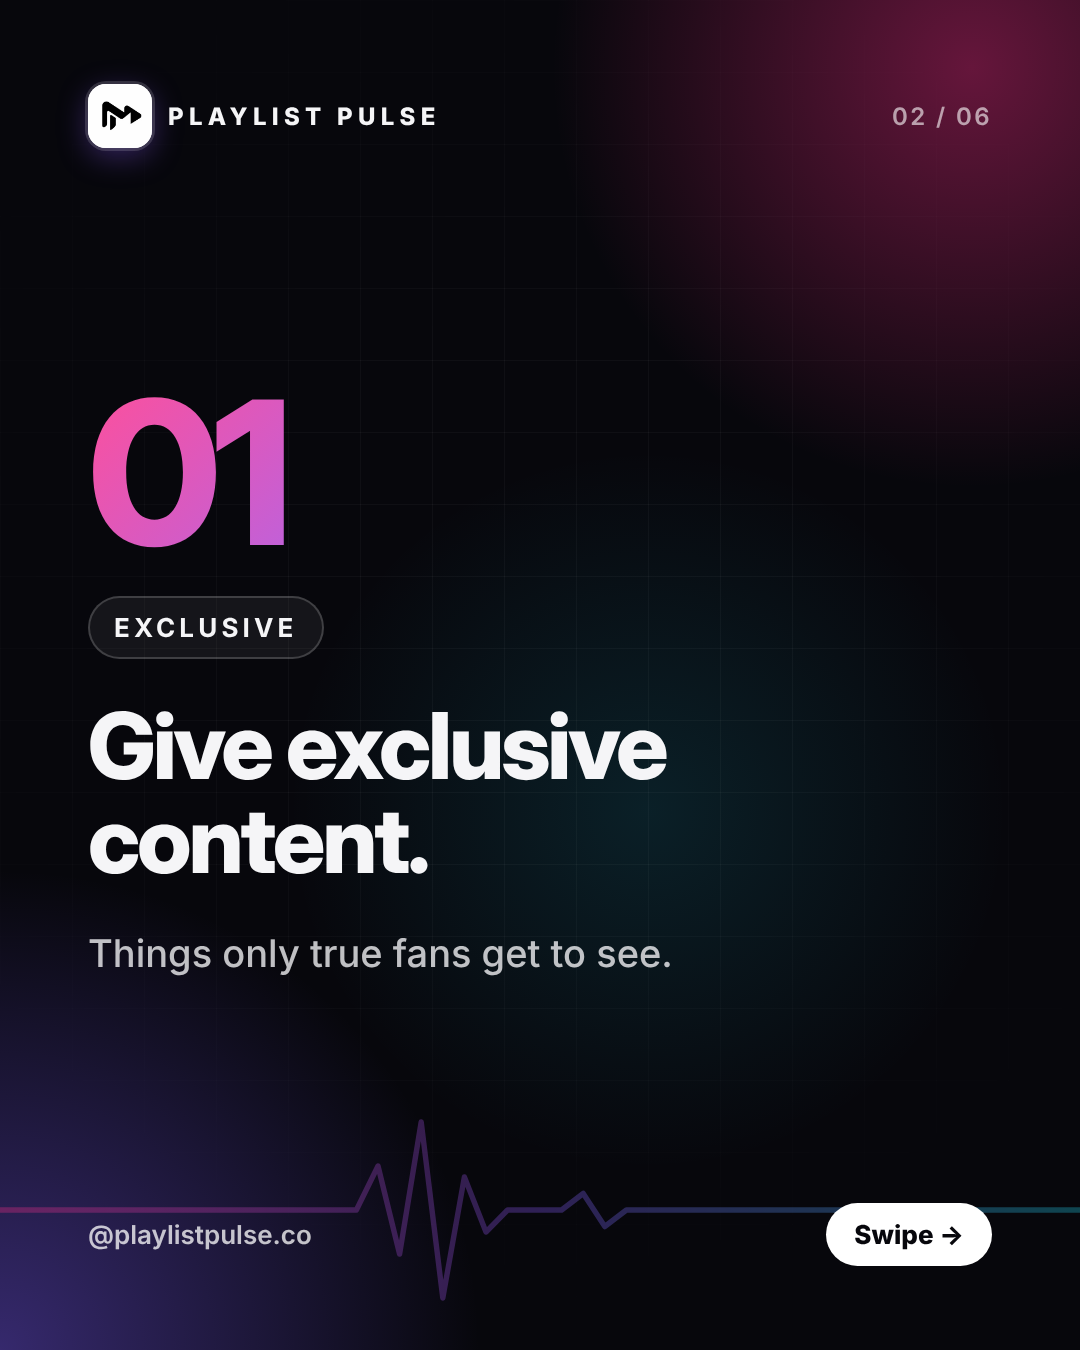 PLAYLIST PULSE
02 / 06
01
EXCLUSIVE
Give exclusive
content.
Things only true fans get to see.
@playlistpulse.co
Swipe →